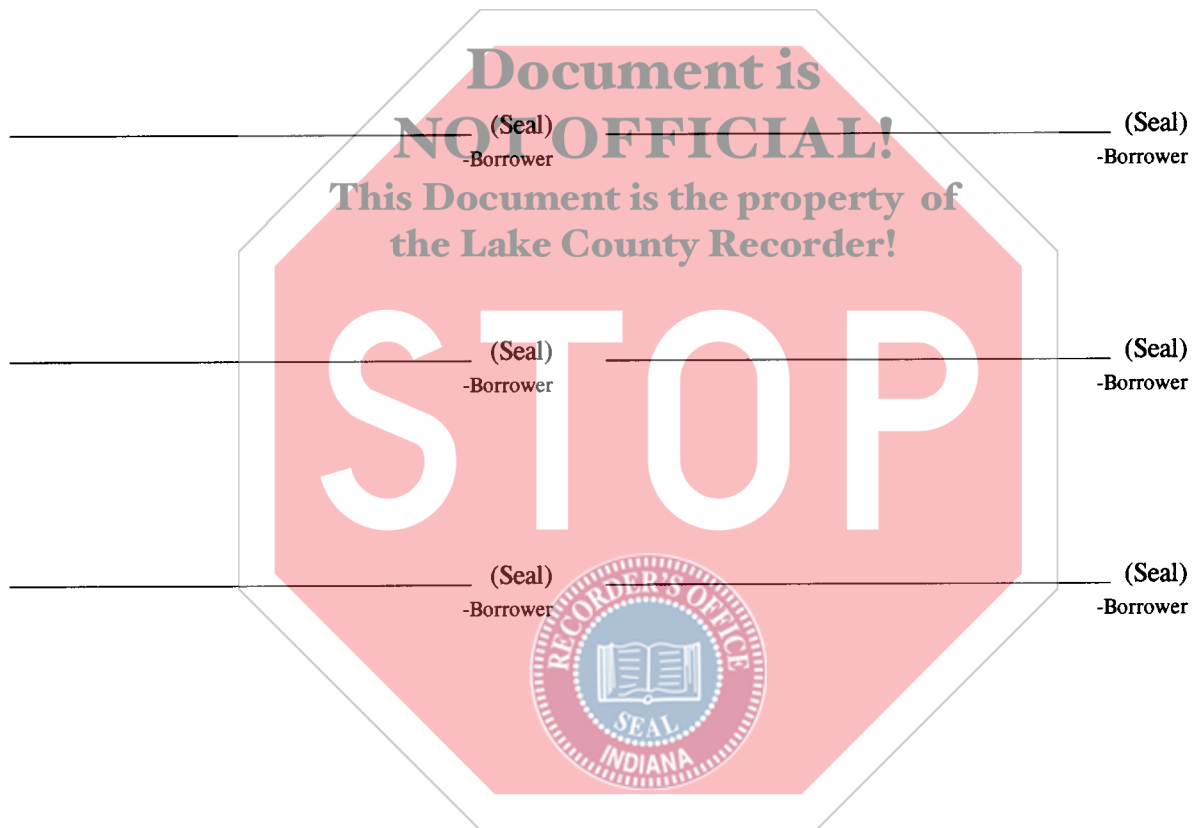 Document is
(Seal) (Seal)
NOT OFFICIAL!
-Borrower -Borrower
This Document is the property of
the Lake County Recorder!
STOP
(Seal) (Seal)
-Borrower -Borrower
(Seal) (Seal)
-Borrower -Borrower
RECORDER'S OFFICE
SEAL
INDIANA